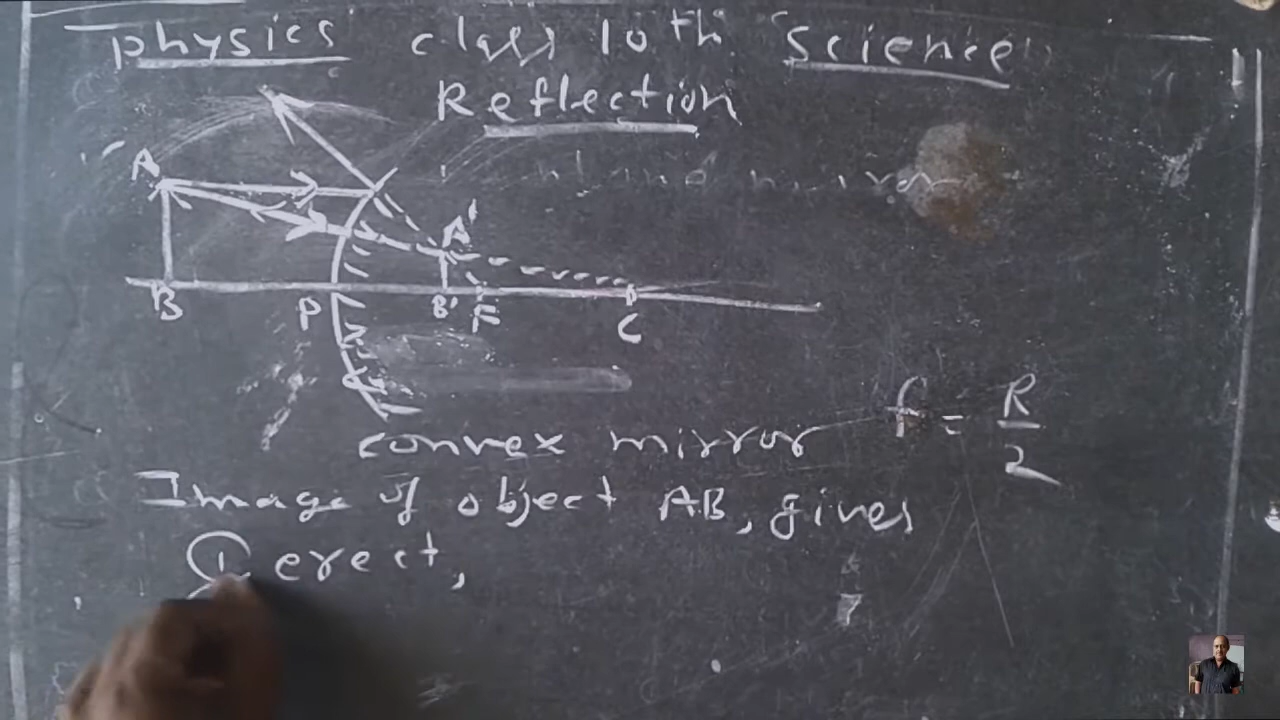 Physics class 10th Science
Reflection
A
A'
B P B' F C
convex mirror f = R/2
Image of object AB, gives
① erect,